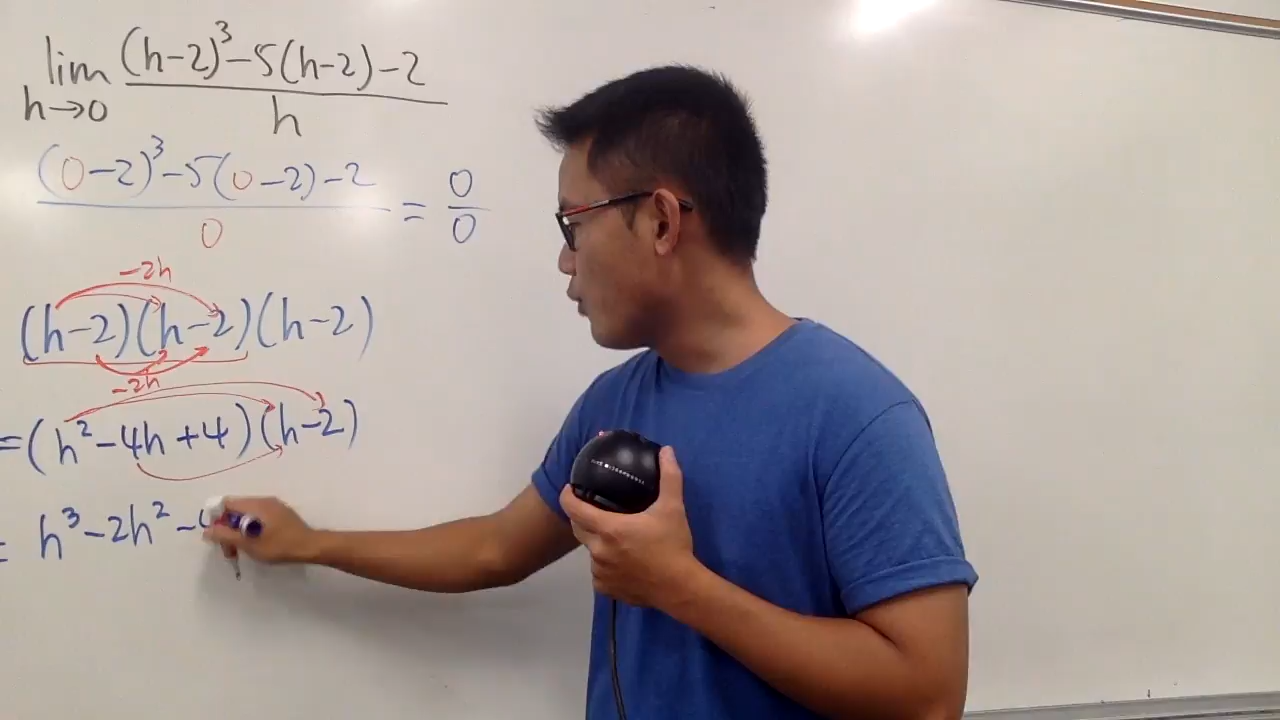 lim (h-2)³-5(h-2)-2
h→0 h
(0-2)³-5(0-2)-2 = 0
0 0
-2h
(h-2)(h-2)(h-2)
-2h
=(h²-4h+4)(h-2)
= h³-2h²-